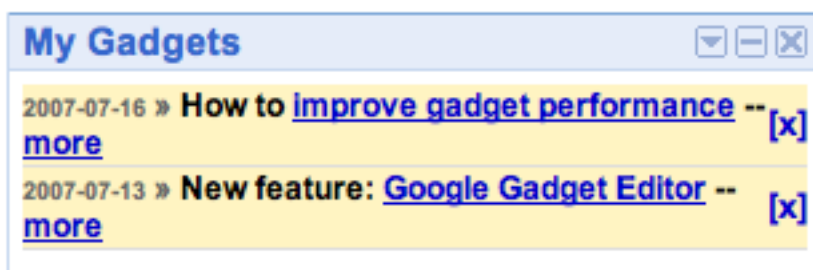 My Gadgets
2007-07-16 » How to improve gadget performance -- [x]
more
2007-07-13 » New feature: Google Gadget Editor -- [x]
more